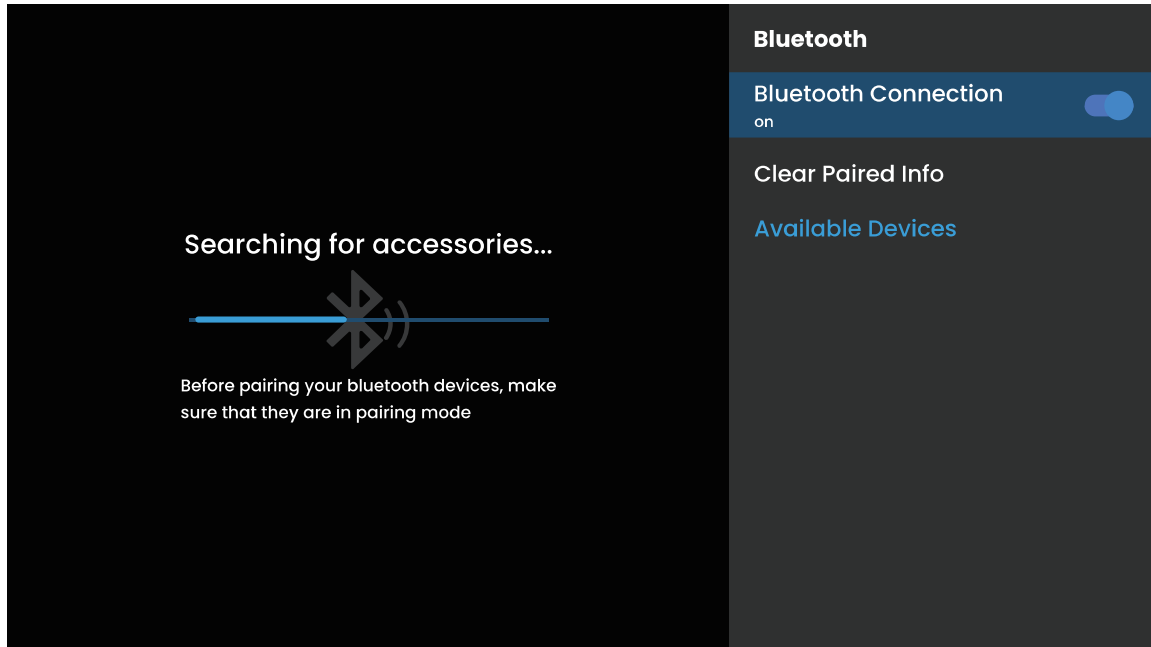 Searching for accessories...
Before pairing your bluetooth devices, make
sure that they are in pairing mode
Bluetooth
Bluetooth Connection
on
Clear Paired Info
Available Devices